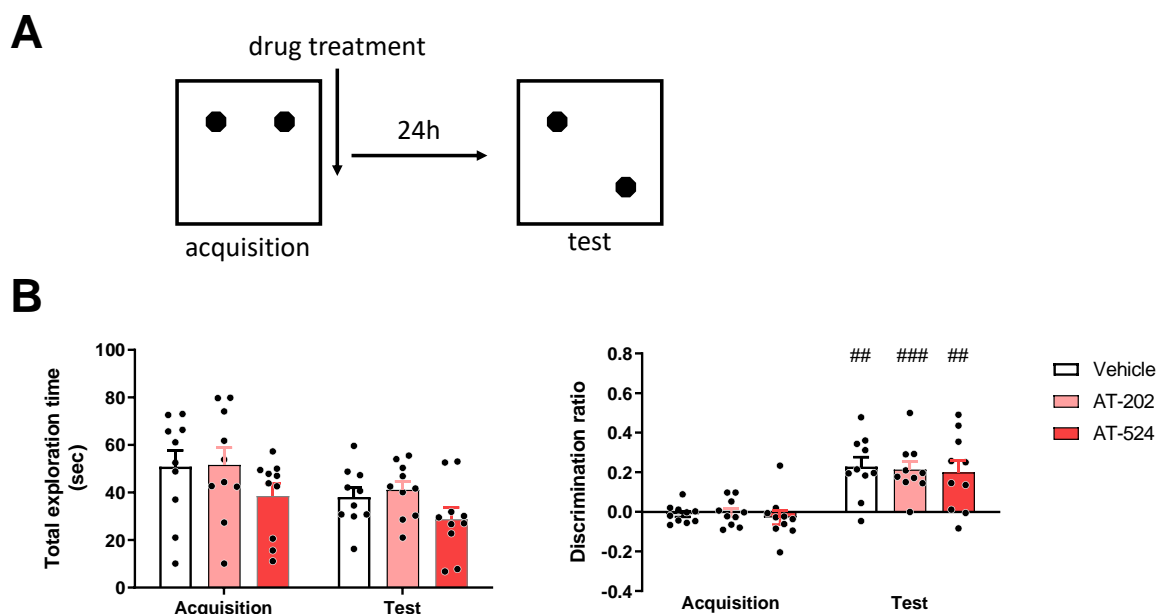 A
drug treatment
24h
acquisition
test
B
Total exploration time
(sec)
100
80
60
40
20
0
Acquisition
Test
Discrimination ratio
0.8
0.6
0.4
0.2
0.0
-0.2
-0.4
##
###
##
Acquisition
Test
Vehicle
AT-202
AT-524